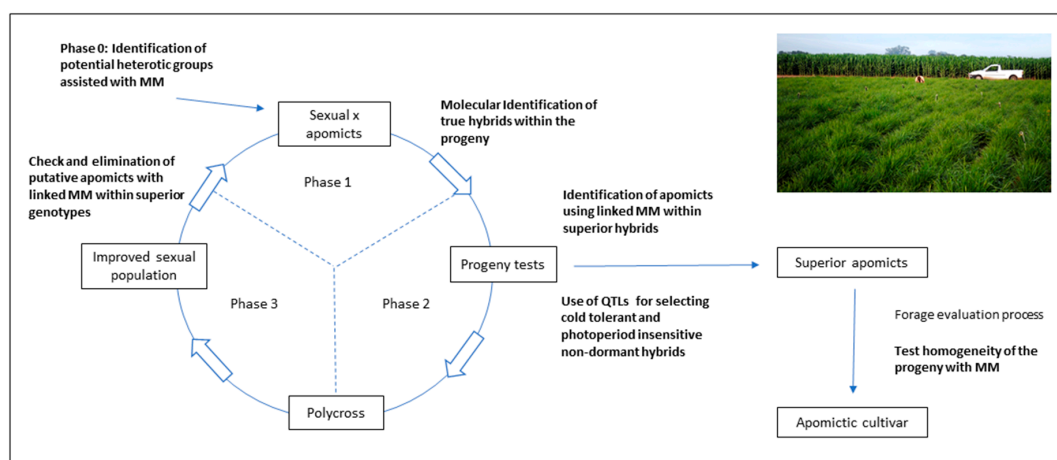 Phase 0: Identification of
potential heterotic groups
assisted with MM
Sexual x
apomicts
Molecular Identification of
true hybrids within the
progeny
Check and elimination of
putative apomicts with
linked MM within superior
genotypes
Phase 1
Identification of apomicts
using linked MM within
superior hybrids
Improved sexual
population
Progeny tests
Superior apomicts
Phase 3
Phase 2
Use of QTLs for selecting
cold tolerant and
photoperiod insensitive
non-dormant hybrids
Forage evaluation process
Test homogeneity of the
progeny with MM
Polycross
Apomictic cultivar